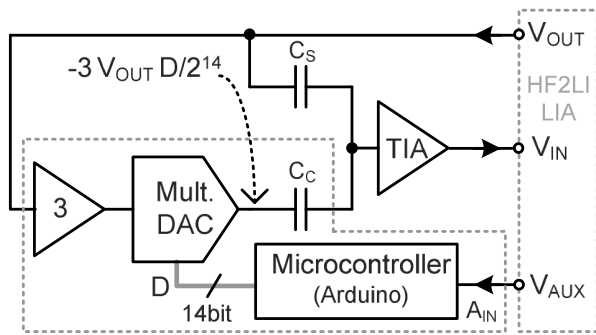 V_OUT
-3 V_OUT D/2^14
C_S
HF2LI
LIA
TIA
V_IN
3
Mult.
DAC
C_C
Microcontroller
(Arduino)
D
14bit
A_IN
V_AUX